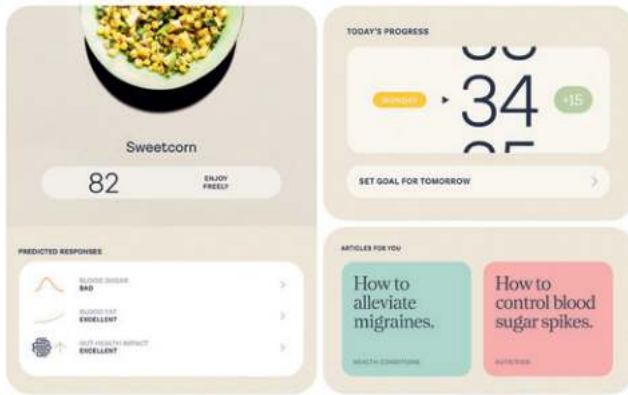 Sweetcorn
82
ENJOY
FREELY
PREDICTED RESPONSES
BLOOD SUGAR
BAD
BLOOD FAT
EXCELLENT
GUT HEALTH IMPACT
EXCELLENT
TODAY'S PROGRESS
MONDAY
34
+15
SET GOAL FOR TOMORROW
ARTICLES FOR YOU
How to
alleviate
migraines.
HEALTH CONDITIONS
How to
control blood
sugar spikes.
NUTRITION